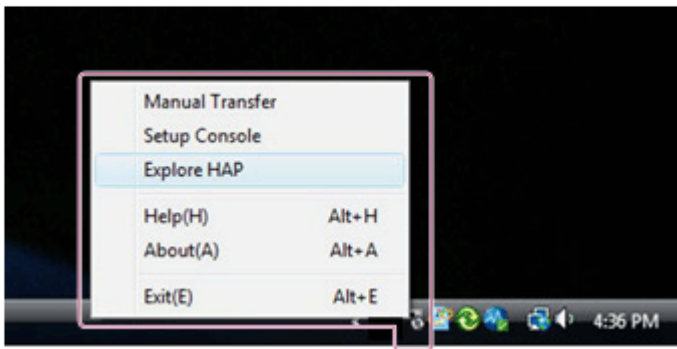 Manual Transfer
Setup Console
Explore HAP
Help(H) Alt+H
About(A) Alt+A
Exit(E) Alt+E
4:36 PM